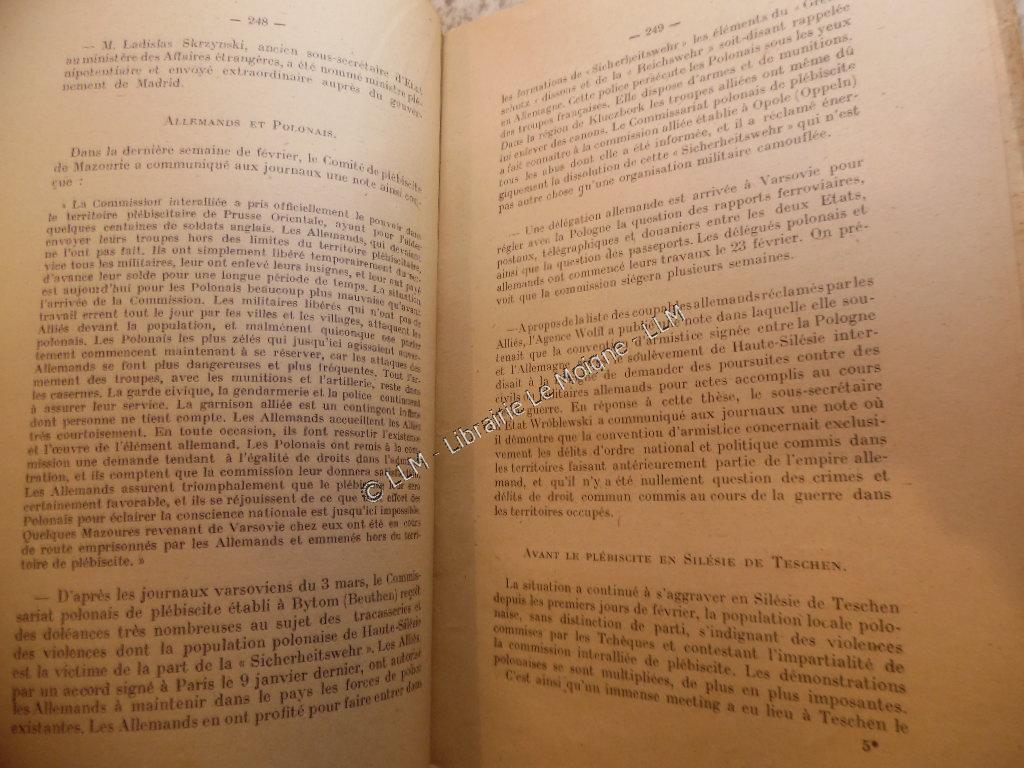 — 248 —
— M. Ladislas Skrzynski, ancien sous-secrétaire d'Etat
au ministère des Affaires étrangères, a été nommé ministre plé-
nipotentiaire et envoyé extraordinaire auprès du gouver-
nement de Madrid.
ALLEMANDS ET POLONAIS.
Dans la dernière semaine de février, le Comité de plébiscite
de Mazourie a communiqué aux journaux une note ainsi con-
çue :
« La Commission interalliée a pris officiellement le pouvoir dans
le territoire plébiscitaire de Prusse Orientale, ayant pour l'aider
quelques centaines de soldats anglais. Les Allemands, qui devaient
envoyer leurs troupes hors des limites du territoire plébiscitaire,
ne l'ont pas fait. Ils ont simplement libéré temporairement du ser-
vice tous les militaires, leur ont enlevé leurs insignes, et leur ont payé
d'avance leur solde pour une longue période de temps. La situation
est aujourd'hui pour les Polonais beaucoup plus mauvaise qu'avant
l'arrivée de la Commission. Les militaires libérés qui n'ont pas de
travail errent tout le jour par les villes et les villages, attaquent les
Alliés devant la population, et malmènent quiconque ose parler
polonais. Les Polonais les plus zélés qui jusqu'ici agissaient ouver-
tement commencent maintenant à se réserver, car les attaques des
Allemands se font plus dangereuses et plus fréquentes. Tout l'ar-
mement des troupes, avec les munitions et l'artillerie, reste dans
les casernes. La garde civique, la gendarmerie et la police continuent
à assurer leur service. La garnison alliée est un contingent infime
dont personne ne tient compte. Les Allemands accueillent les Alliés
très courtoisement. En toute occasion, ils font ressortir l'existence
et l'œuvre de l'élément allemand. Les Polonais ont remis à la com-
mission une demande tendant à l'égalité de droits dans l'adminis-
tration, et ils comptent que la commission leur donnera
Les Allemands assurent triomphalement que le plébiscite leur sera
certainement favorable, et ils se réjouissent de ce que tout effort des
Polonais pour éclairer la conscience nationale est jusqu'ici impossible.
Quelques Mazoures revenant de Varsovie chez eux ont été en cours
de route emprisonnés par les Allemands et emmenés hors du terri-
toire de plébiscite. »
— D'après les journaux varsoviens du 3 mars, le Commis-
sariat polonais de plébiscite établi à Bytom (Beuthen) reçoit
des doléances très nombreuses au sujet des tracasseries et
des violences dont la population polonaise de Haute-Silésie
est la victime de la part de la « Sicherheitswehr ». Les Alliés,
par un accord signé à Paris le 9 janvier dernier, ont autorisé
les Allemands à maintenir dans le pays les forces de police
existantes. Les Allemands en ont profité pour faire entrer dans
— 249 —
les formations de « Sicherheitswehr » les éléments du « Grenz-
schutz » dissous et de la « Reichswehr » soit-disant rappelée
en Allemagne. Cette police persécute les Polonais sous les yeux
des troupes françaises. Elle dispose d'armes et de munitions.
Dans la région de Kluczbork les troupes alliées ont même dû
lui enlever des canons. Le Commissariat polonais de plébiscite
a fait connaître à la commission alliée établie à Opole (Oppeln)
tous les abus dont elle a été informée, et il a réclamé éner-
giquement la dissolution de cette « Sicherheitswehr » qui n'est
pas autre chose qu'une organisation militaire camouflée.
— Une délégation allemande est arrivée à Varsovie pour
régler avec la Pologne la question des rapports ferroviaires,
postaux, télégraphiques et douaniers entre les deux Etats,
ainsi que la question des passeports. Les délégués polonais et
allemands ont commencé leurs travaux le 23 février. On pré-
voit que la commission siégera plusieurs semaines.
— A propos de la liste des coupables allemands réclamés par les
Alliés, l'Agence Wolff a publié une note dans laquelle elle sou-
tenait que la convention d'armistice signée entre la Pologne
et l'Allemagne le soulèvement de Haute-Silésie inter-
disait à la Pologne de demander des poursuites contre des
civils militaires allemands pour actes accomplis au cours
guerre. En réponse à cette thèse, le sous-secrétaire
d'Etat Wróblewski a communiqué aux journaux une note où
il démontre que la convention d'armistice concernait exclusi-
vement les délits d'ordre national et politique commis dans
les territoires faisant antérieurement partie de l'empire alle-
mand, et qu'il n'y a été nullement question des crimes et
délits de droit commun commis au cours de la guerre dans
les territoires occupés.
AVANT LE PLÉBISCITE EN SILÉSIE DE TESCHEN.
La situation a continué à s'aggraver en Silésie de Teschen
depuis les premiers jours de février, la population locale polo-
naise, sans distinction de parti, s'indignant des violences
commises par les Tchèques et contestant l'impartialité de
la commission interalliée de plébiscite. Les démonstrations
polonaises se sont multipliées, de plus en plus imposantes.
C'est ainsi qu'un immense meeting a eu lieu à Teschen le
5*
© LLM - Librairie Le Moigne - LLM